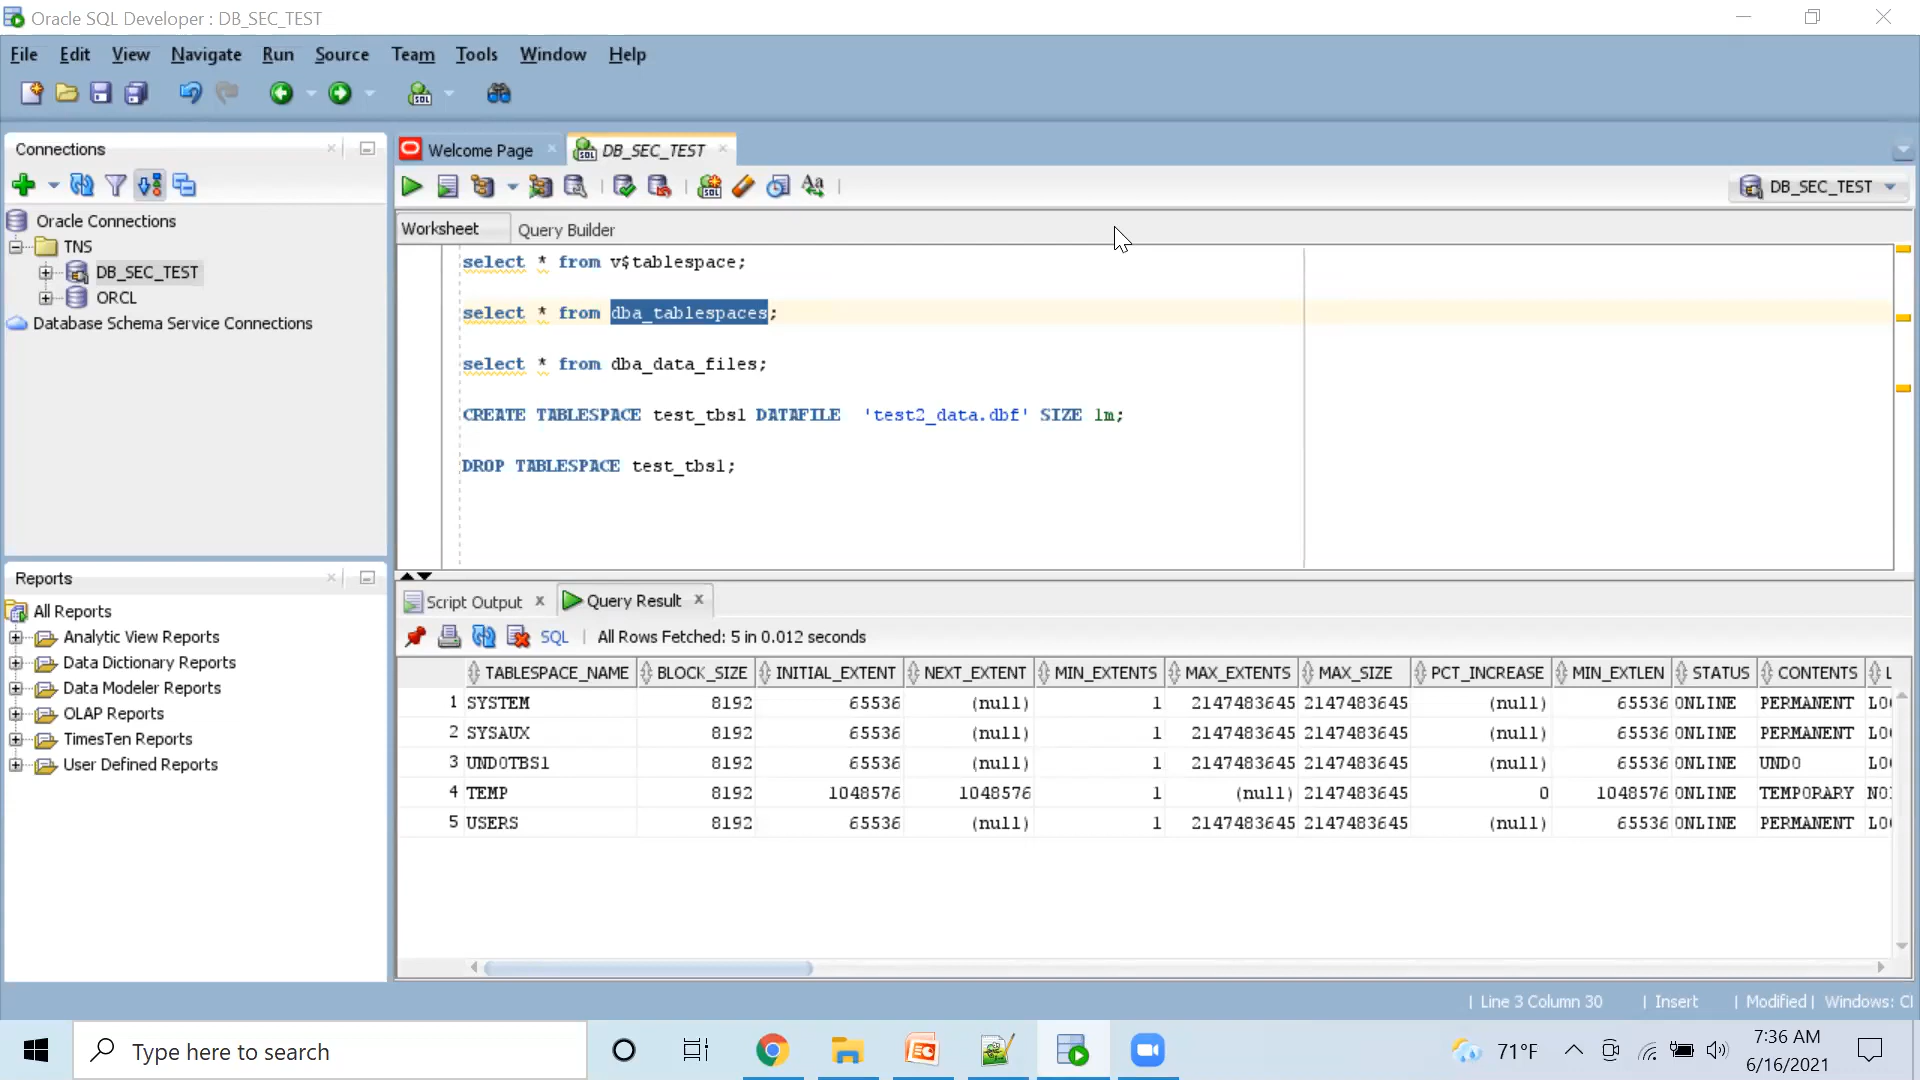 Oracle SQL Developer : DB_SEC_TEST
File Edit View Navigate Run Source Team Tools Window Help
Connections
Welcome Page
DB_SEC_TEST
DB_SEC_TEST
Oracle Connections
TNS
DB_SEC_TEST
ORCL
Database Schema Service Connections
Worksheet Query Builder
select * from v$tablespace;
select * from dba_tablespaces;
select * from dba_data_files;
CREATE TABLESPACE test_tbs1 DATAFILE 'test2_data.dbf' SIZE 1m;
DROP TABLESPACE test_tbs1;
Reports
All Reports
Analytic View Reports
Data Dictionary Reports
Data Modeler Reports
OLAP Reports
TimesTen Reports
User Defined Reports
Script Output Query Result
SQL | All Rows Fetched: 5 in 0.012 seconds
TABLESPACE_NAME BLOCK_SIZE INITIAL_EXTENT NEXT_EXTENT MIN_EXTENTS MAX_EXTENTS MAX_SIZE PCT_INCREASE MIN_EXTLEN STATUS CONTENTS L
1 SYSTEM 8192 65536 (null) 1 2147483645 2147483645 (null) 65536 ONLINE PERMANENT LO
2 SYSAUX 8192 65536 (null) 1 2147483645 2147483645 (null) 65536 ONLINE PERMANENT LO
3 UNDOTBS1 8192 65536 (null) 1 2147483645 2147483645 (null) 65536 ONLINE UNDO LO
4 TEMP 8192 1048576 1048576 1 (null) 2147483645 0 1048576 ONLINE TEMPORARY NO
5 USERS 8192 65536 (null) 1 2147483645 2147483645 (null) 65536 ONLINE PERMANENT LO
| Line 3 Column 30 | Insert | Modified | Windows: C
Type here to search
71°F
7:36 AM
6/16/2021